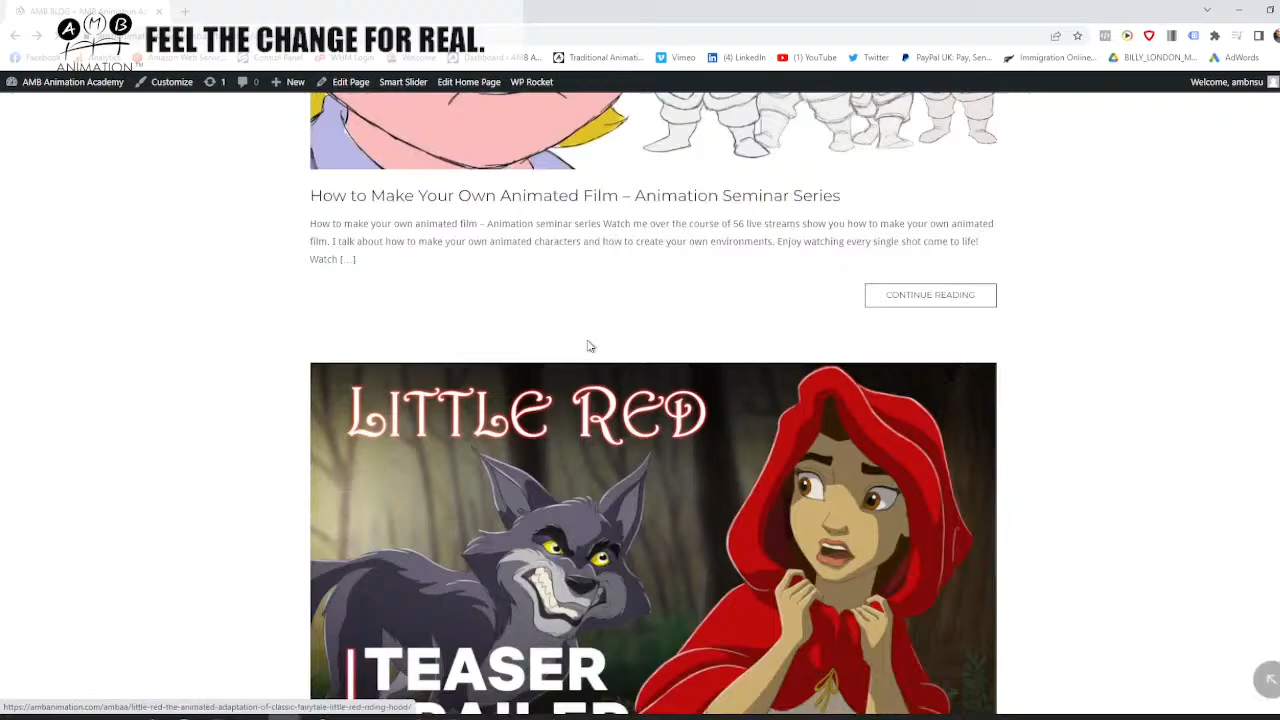 AMB BLOG – AMB Animation A...
AMB
ANIMATION™
FEEL THE CHANGE FOR REAL.
Facebook
Analytics
Amazon Web Servic...
Control Panel
WHM Login
Welcome
Dashboard ‹ AMB A...
Traditional Animati...
Vimeo
(4) LinkedIn
(1) YouTube
Twitter
PayPal UK: Pay, Sen...
Immigration Online...
BILLY_LONDON_M...
AdWords
AMB Animation Academy
Customize
1
0
New
Edit Page
Smart Slider
Edit Home Page
WP Rocket
Welcome, ambnsu
How to Make Your Own Animated Film – Animation Seminar Series
How to make your own animated film – Animation seminar series Watch me over the course of 56 live streams show you how to make your own animated
film. I talk about how to make your own animated characters and how to create your own environments. Enjoy watching every single shot come to life!
Watch [...]
CONTINUE READING
LITTLE RED
TEASER
TRAILER
https://ambanimation.com/ambaa/little-red-the-animated-adaptation-of-classic-fairytale-little-red-riding-hood/